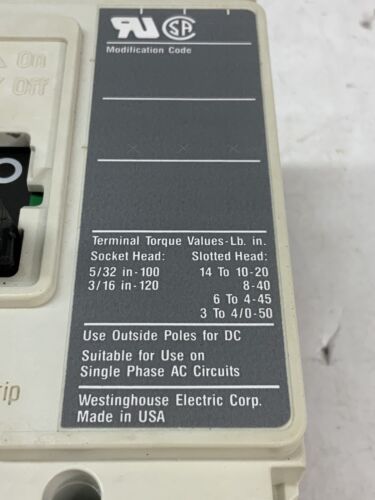 SA
Modification Code
On
Off
O
Terminal Torque Values-Lb. in.
Socket Head: Slotted Head:
5/32 in-100 14 To 10-20
3/16 in-120 8-40
6 To 4-45
3 To 4/0-50
Use Outside Poles for DC
Suitable for Use on
Single Phase AC Circuits
Westinghouse Electric Corp.
Made in USA